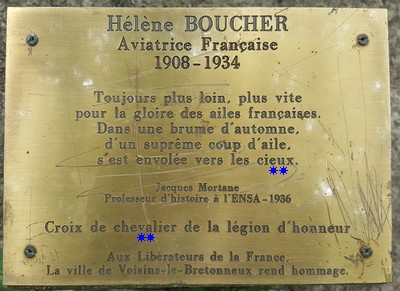 Hélène BOUCHER
Aviatrice Française
1908-1934
Toujours plus loin, plus vite
pour la gloire des ailes françaises.
Dans une brume d'automne,
d'un suprême coup d'aile,
s'est envolée vers les cieux.
Jacques Mortane
Professeur d'histoire à l'ENSA-1936
Croix de chevalier de la légion d'honneur
Aux Libérateurs de la France,
La ville de Voisins-le-Bretonneux rend hommage.